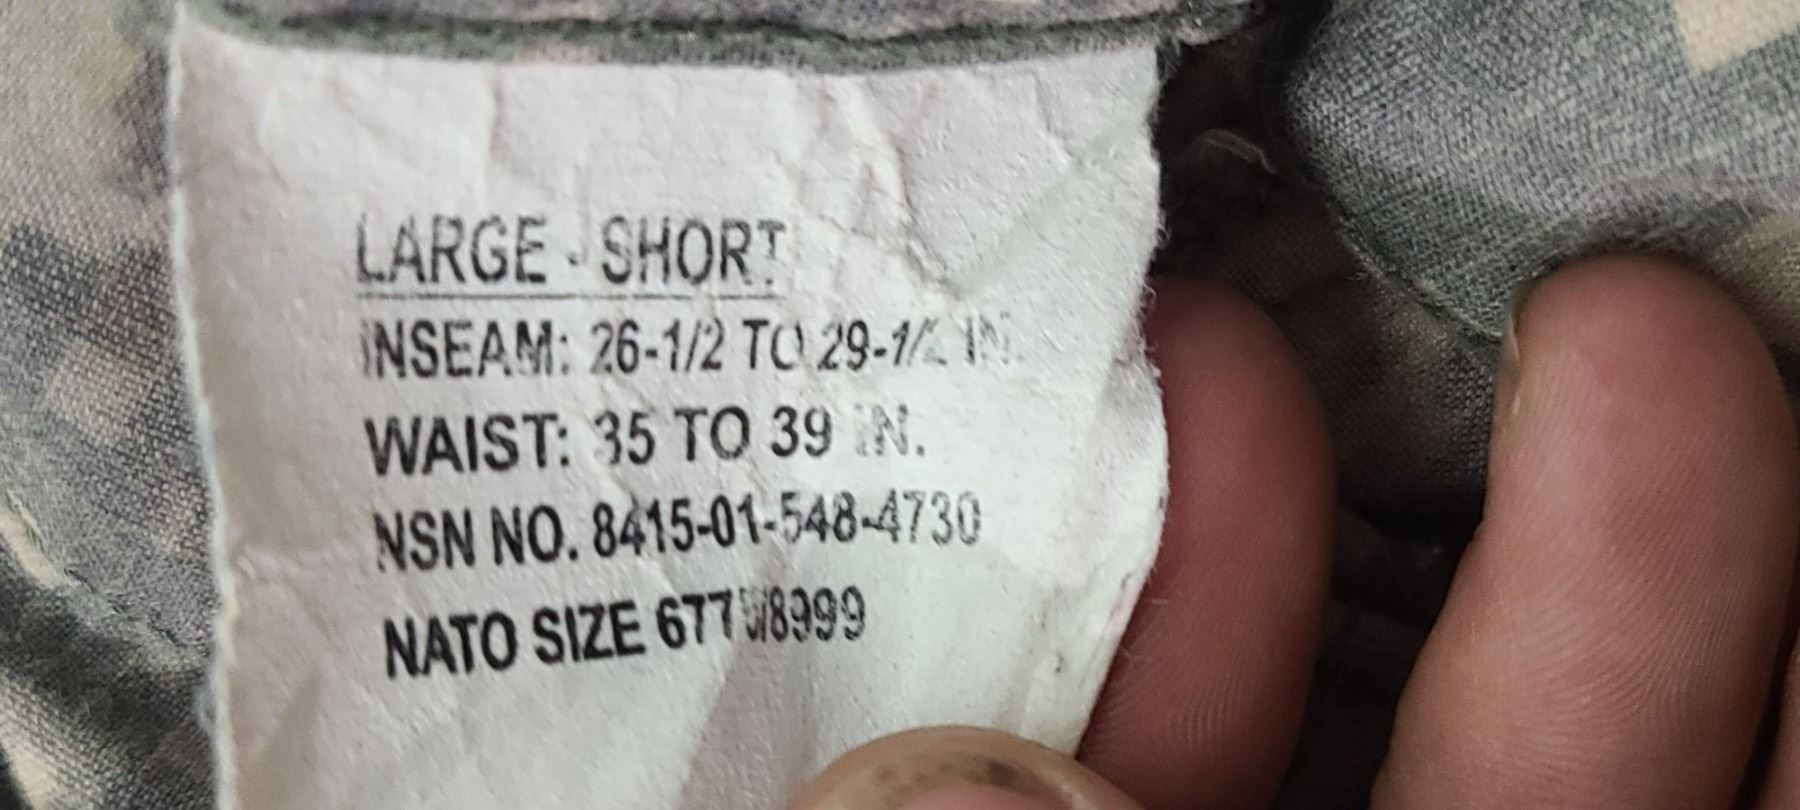 LARGE - SHORT
INSEAM: 26-1/2 TO 29-1/2 IN.
WAIST: 35 TO 39 IN.
NSN NO. 8415-01-548-4730
NATO SIZE